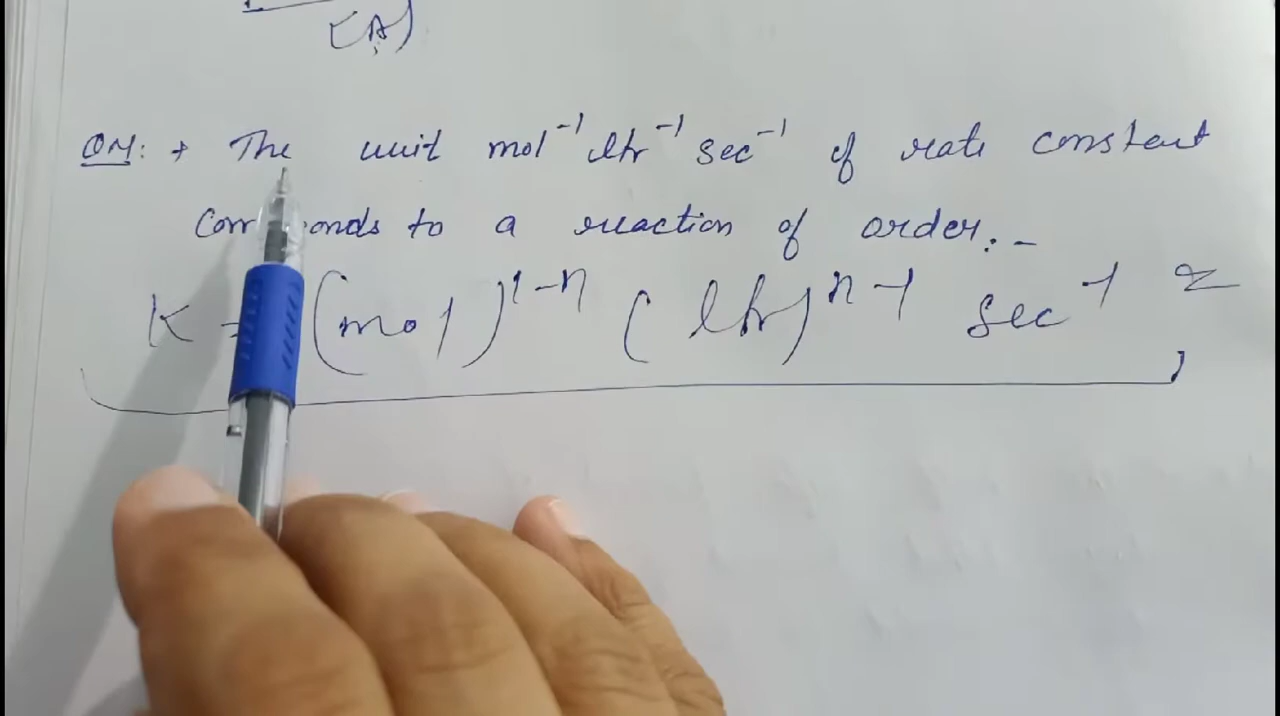 (A)
QN: → The unit mol⁻¹ ltr⁻¹ sec⁻¹ of rate constant
Corr onds to a reaction of order. -
K = (mol)¹⁻ⁿ (ltr)ⁿ⁻¹ sec⁻¹